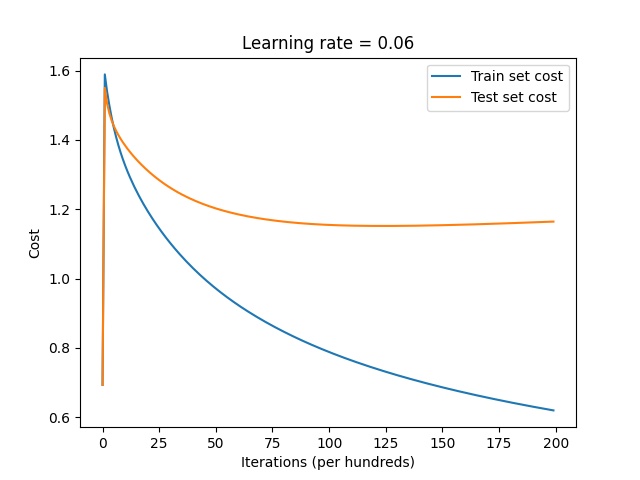 Learning rate = 0.06
Train set cost
Test set cost
1.6
1.4
1.2
1.0
0.8
0.6
Cost
0 25 50 75 100 125 150 175 200
Iterations (per hundreds)